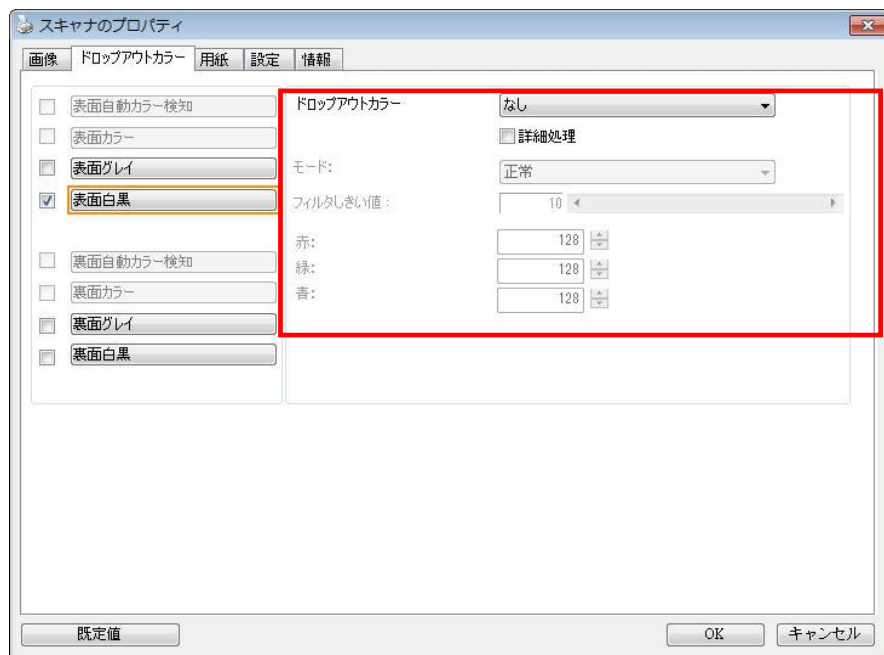 スキャナのプロパティ
画像 ドロップアウトカラー 用紙 設定 情報
表面自動カラー検知
表面カラー
表面グレイ
表面白黒
裏面自動カラー検知
裏面カラー
裏面グレイ
裏面白黒
ドロップアウトカラー なし
詳細処理
モード: 正常
フィルタしきい値: 10
赤: 128
緑: 128
青: 128
既定値 OK キャンセル